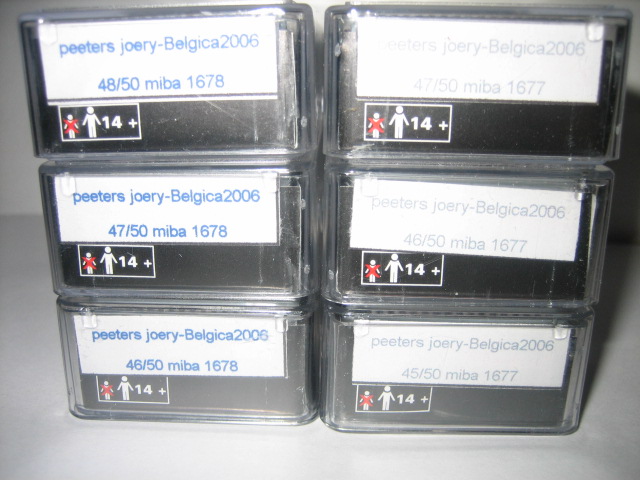 peeters joery-Belgica2006
48/50 miba 1678
14 +
peeters joery-Belgica2006
47/50 miba 1677
14 +
peeters joery-Belgica2006
47/50 miba 1678
14 +
peeters joery-Belgica2006
46/50 miba 1677
14 +
peeters joery-Belgica2006
46/50 miba 1678
14 +
peeters joery-Belgica2006
45/50 miba 1677
14 +